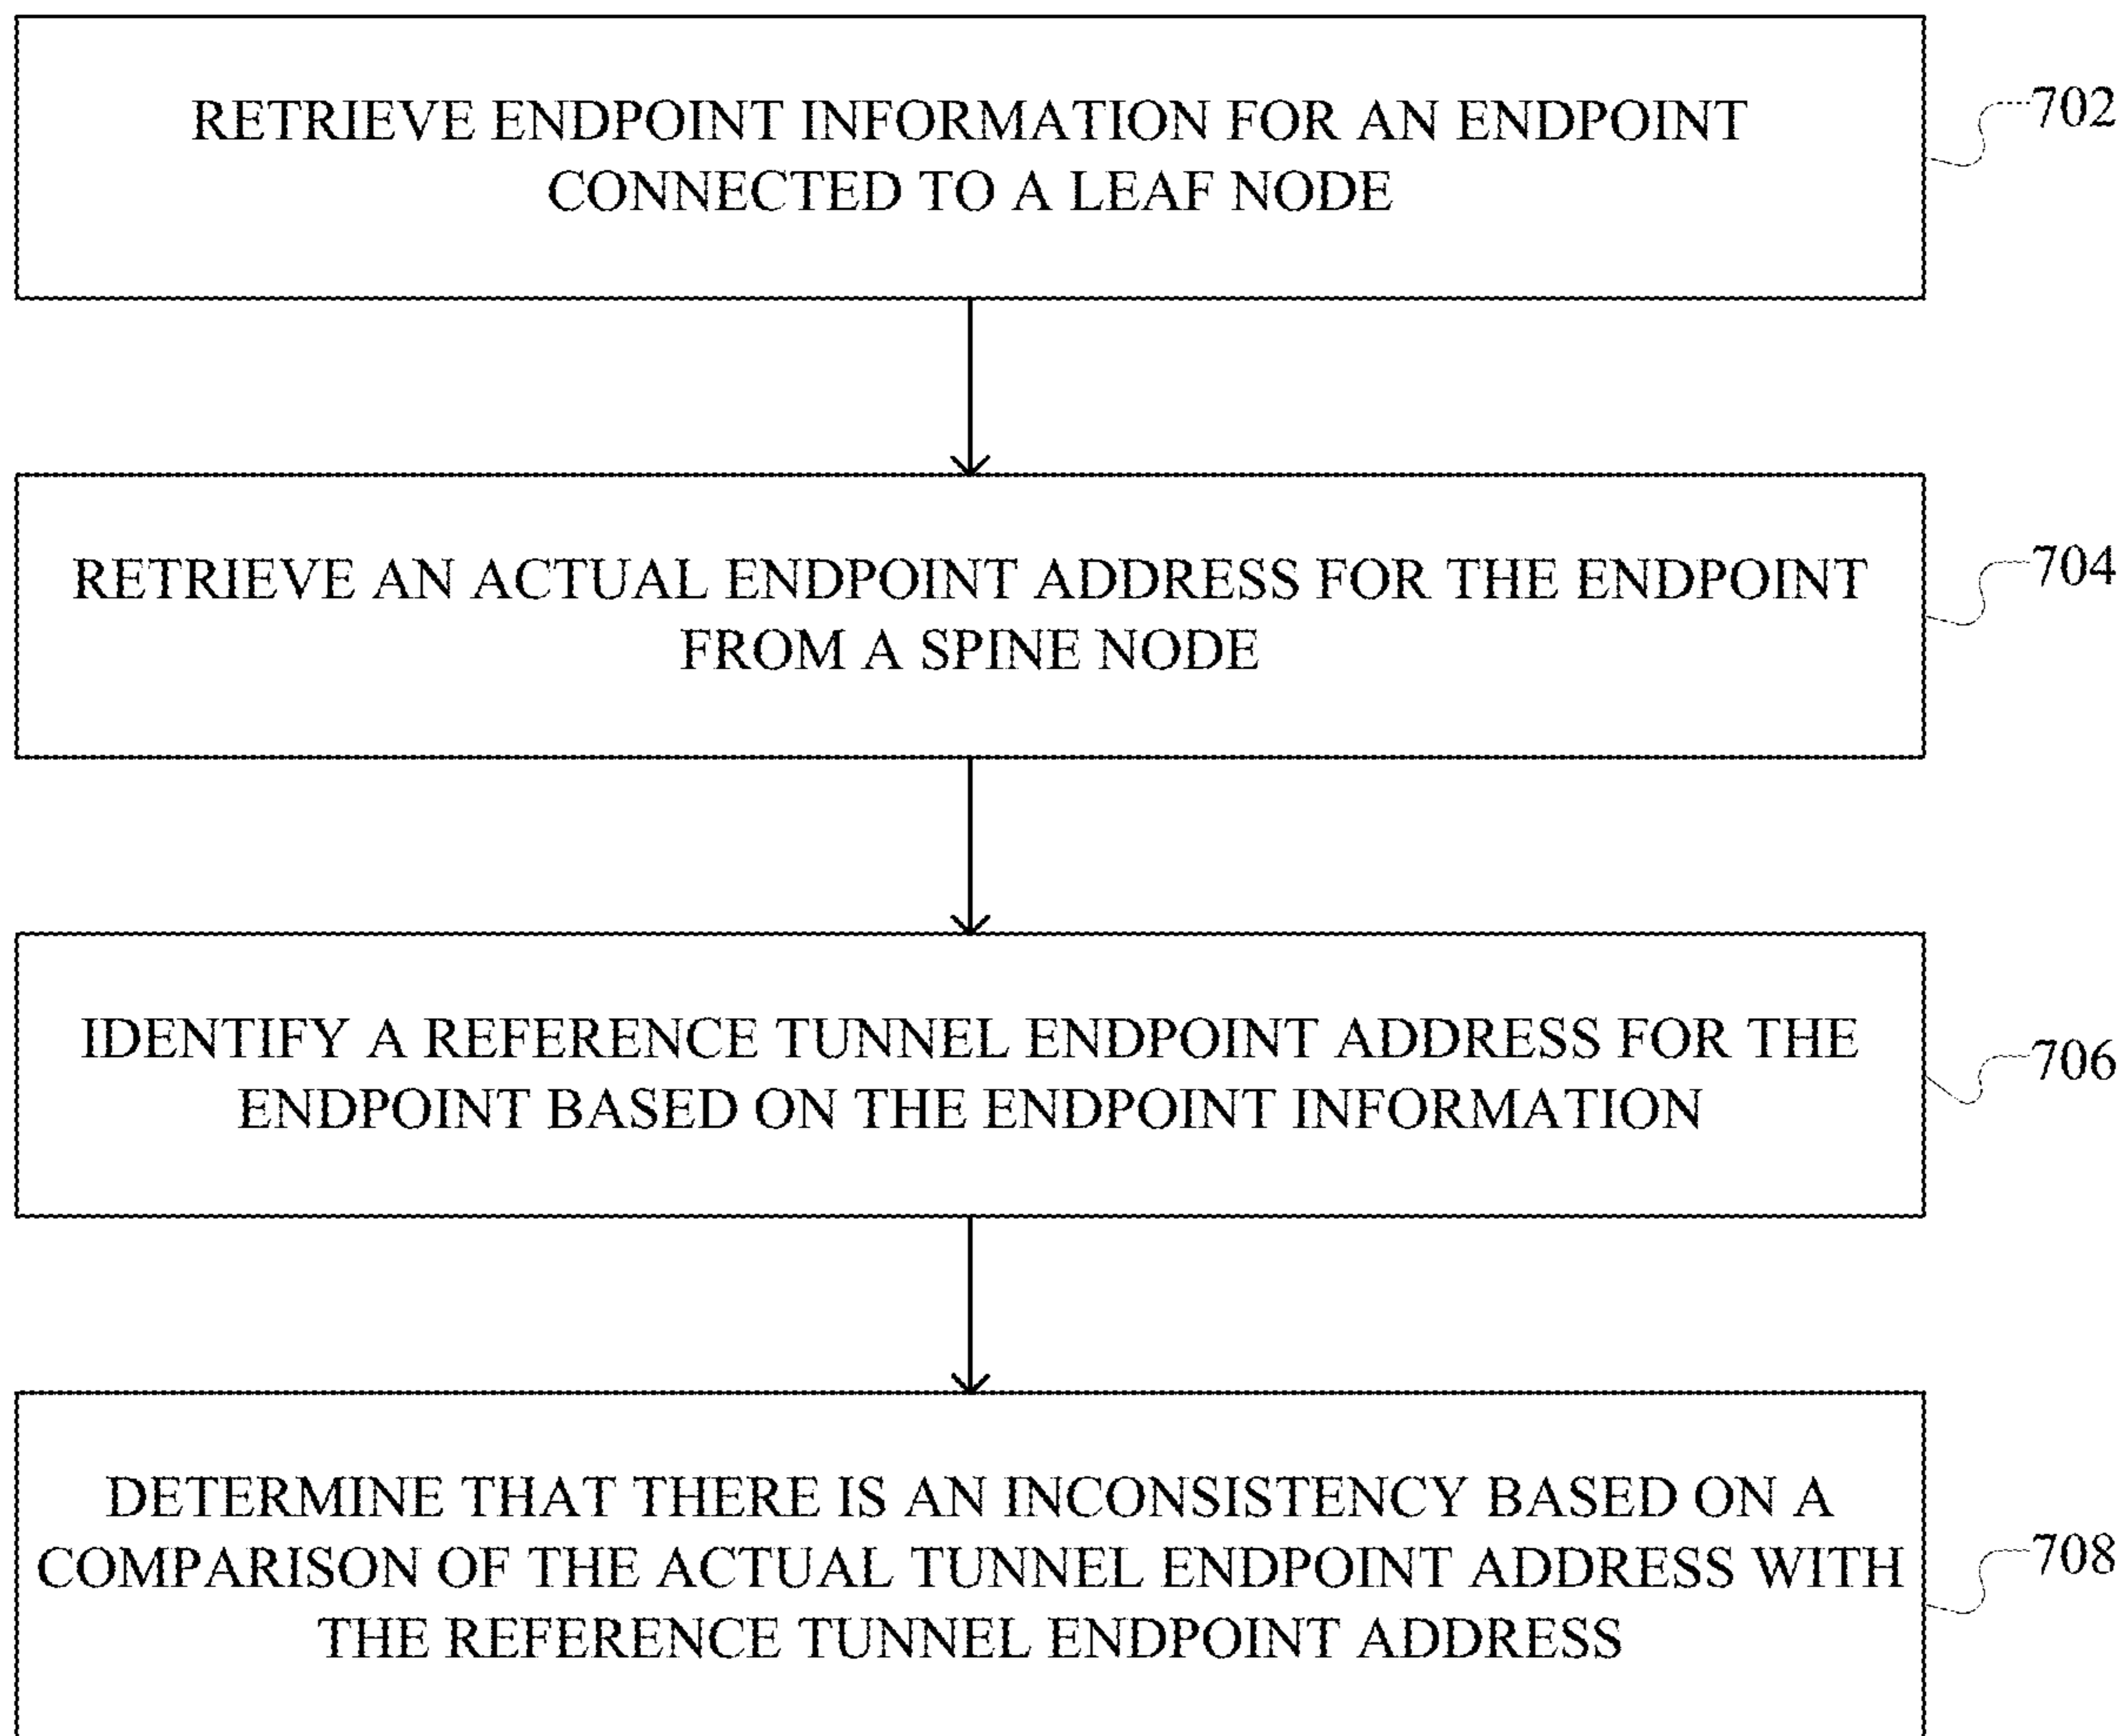 RETRIEVE ENDPOINT INFORMATION FOR AN ENDPOINT
CONNECTED TO A LEAF NODE
702
RETRIEVE AN ACTUAL ENDPOINT ADDRESS FOR THE ENDPOINT
FROM A SPINE NODE
704
IDENTIFY A REFERENCE TUNNEL ENDPOINT ADDRESS FOR THE
ENDPOINT BASED ON THE ENDPOINT INFORMATION
706
DETERMINE THAT THERE IS AN INCONSISTENCY BASED ON A
COMPARISON OF THE ACTUAL TUNNEL ENDPOINT ADDRESS WITH
THE REFERENCE TUNNEL ENDPOINT ADDRESS
708